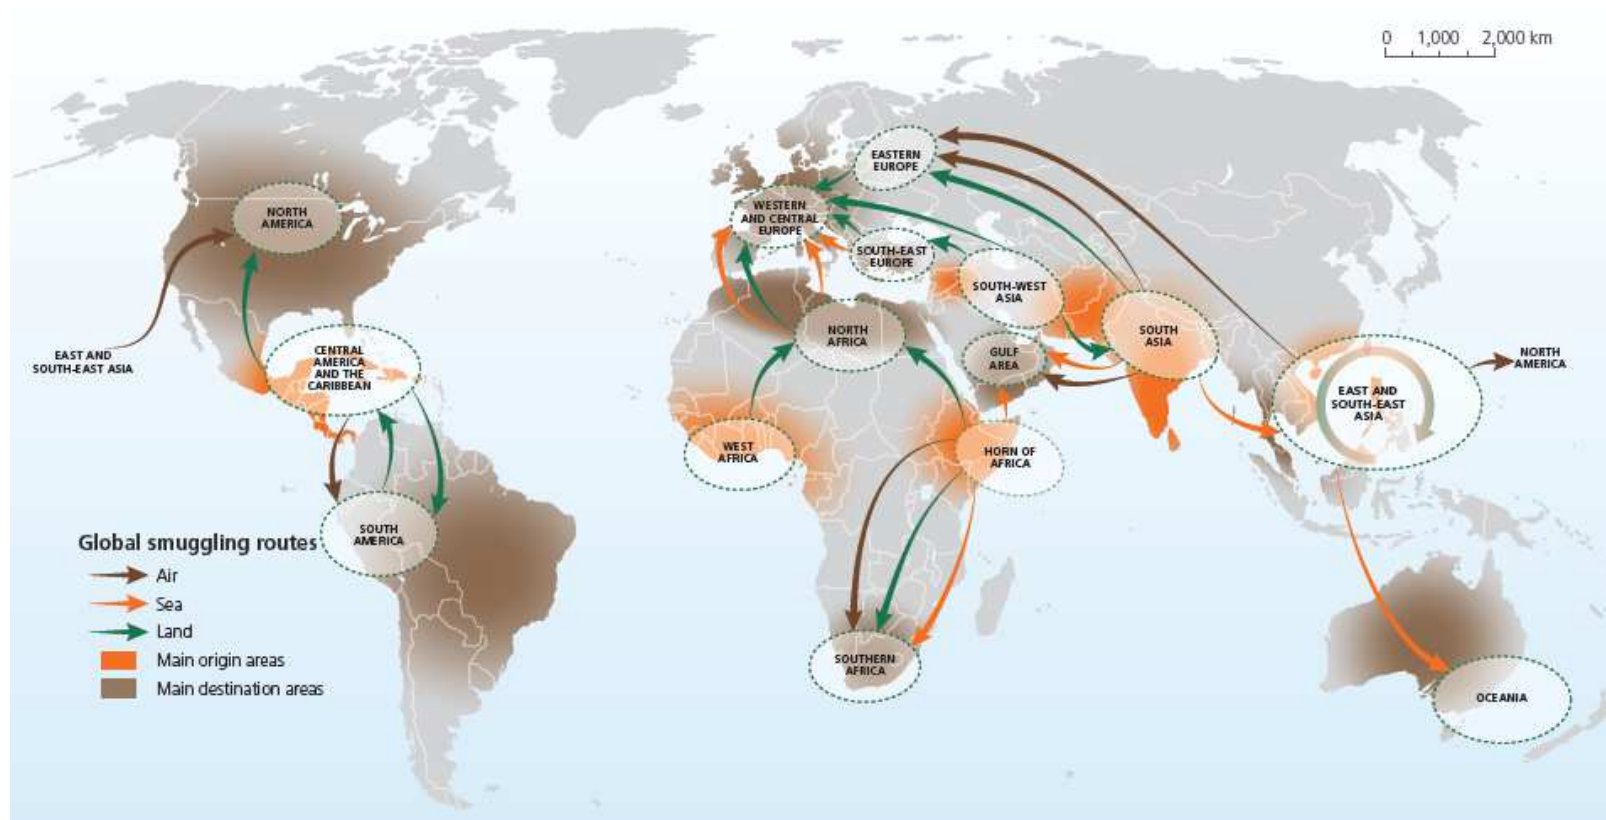 0 1,000 2,000 km
EASTERN
EUROPE
NORTH
AMERICA
WESTERN
AND CENTRAL
EUROPE
SOUTH-EAST
EUROPE
SOUTH-WEST
ASIA
NORTH
AFRICA
SOUTH
ASIA
GULF
AREA
EAST AND
SOUTH-EAST ASIA
CENTRAL
AMERICA
AND THE
CARIBBEAN
NORTH
AMERICA
EAST AND
SOUTH-EAST
ASIA
WEST
AFRICA
HORN OF
AFRICA
SOUTH
AMERICA
Global smuggling routes
Air
Sea
Land
Main origin areas
Main destination areas
SOUTHERN
AFRICA
OCEANIA